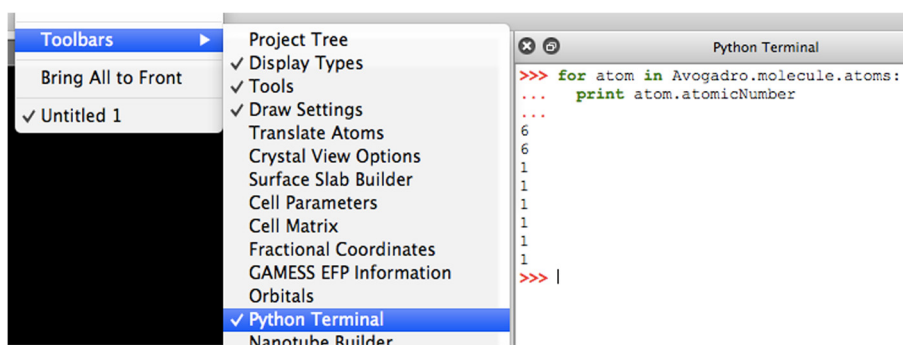 Toolbars
Bring All to Front
✓ Untitled 1
Project Tree
✓ Display Types
✓ Tools
✓ Draw Settings
Translate Atoms
Crystal View Options
Surface Slab Builder
Cell Parameters
Cell Matrix
Fractional Coordinates
GAMESS EFP Information
Orbitals
✓ Python Terminal
Nanotube Builder
Python Terminal
>>> for atom in Avogadro.molecule.atoms:
...   print atom.atomicNumber
...
6
6
1
1
1
1
1
1
>>>